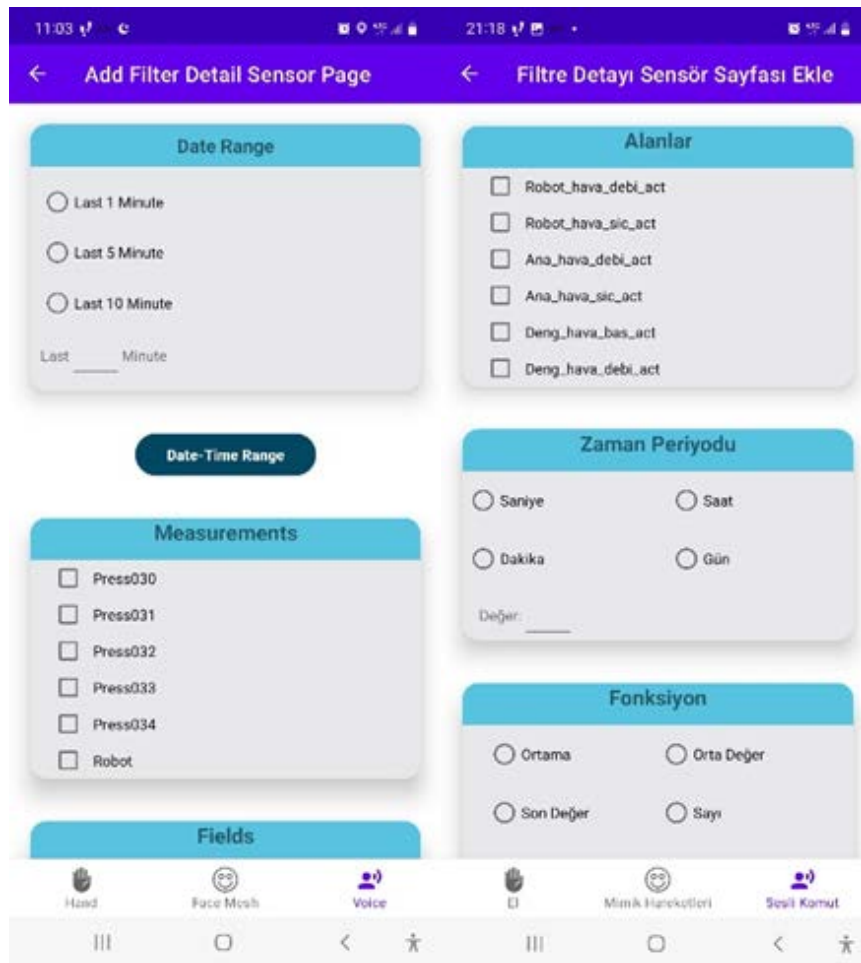 11:03
Add Filter Detail Sensor Page
Date Range
Last 1 Minute
Last 5 Minute
Last 10 Minute
Last ____ Minute
Date-Time Range
Measurements
Press030
Press031
Press032
Press033
Press034
Robot
Fields
Hand
Face Mesh
Voice
21:18
Filtre Detayı Sensör Sayfası Ekle
Alanlar
Robot_hava_debi_act
Robot_hava_sic_act
Ana_hava_debi_act
Ana_hava_sic_act
Deng_hava_bas_act
Deng_hava_debi_act
Zaman Periyodu
Saniye
Saat
Dakika
Gün
Değer: ____
Fonksiyon
Ortama
Orta Değer
Son Değer
Sayı
El
Mimik Hareketleri
Sesli Komut